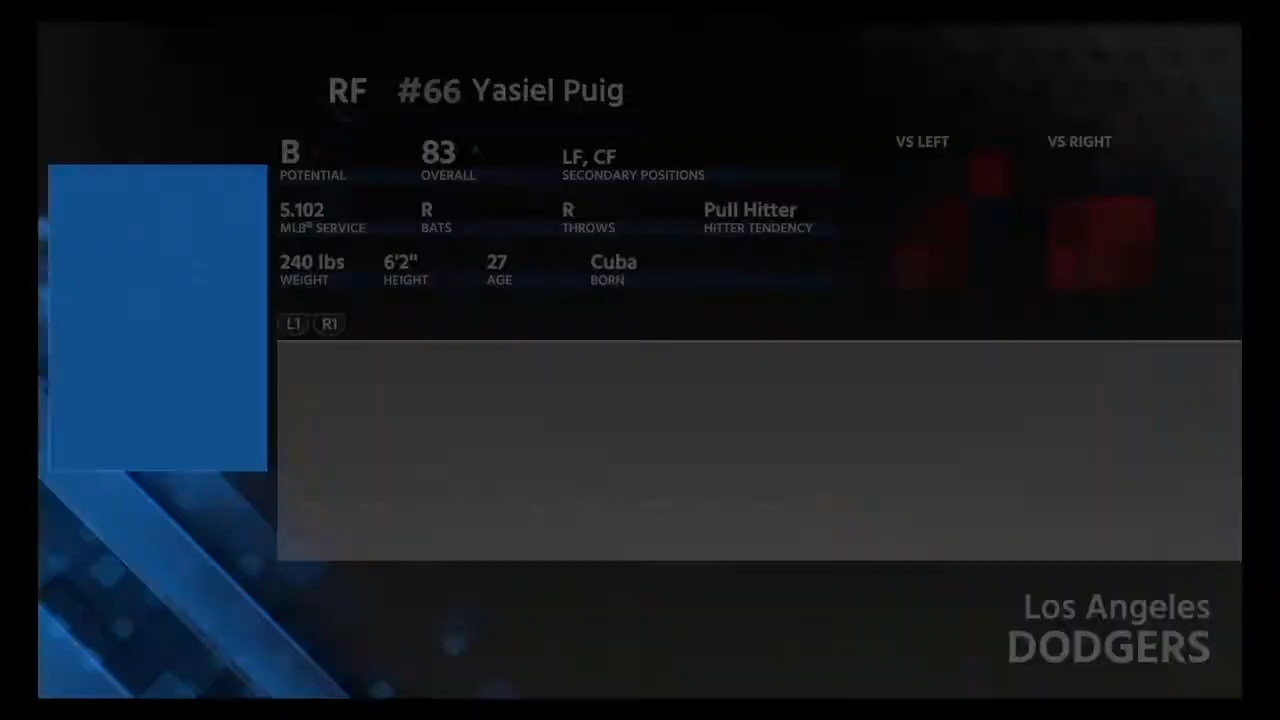 RF #66 Yasiel Puig
VS LEFT VS RIGHT
B 83 LF, CF
POTENTIAL OVERALL SECONDARY POSITIONS
5.102 R R Pull Hitter
MLB® SERVICE BATS THROWS HITTER TENDENCY
240 lbs 6'2" 27 Cuba
WEIGHT HEIGHT AGE BORN
L1 R1
Los Angeles
DODGERS